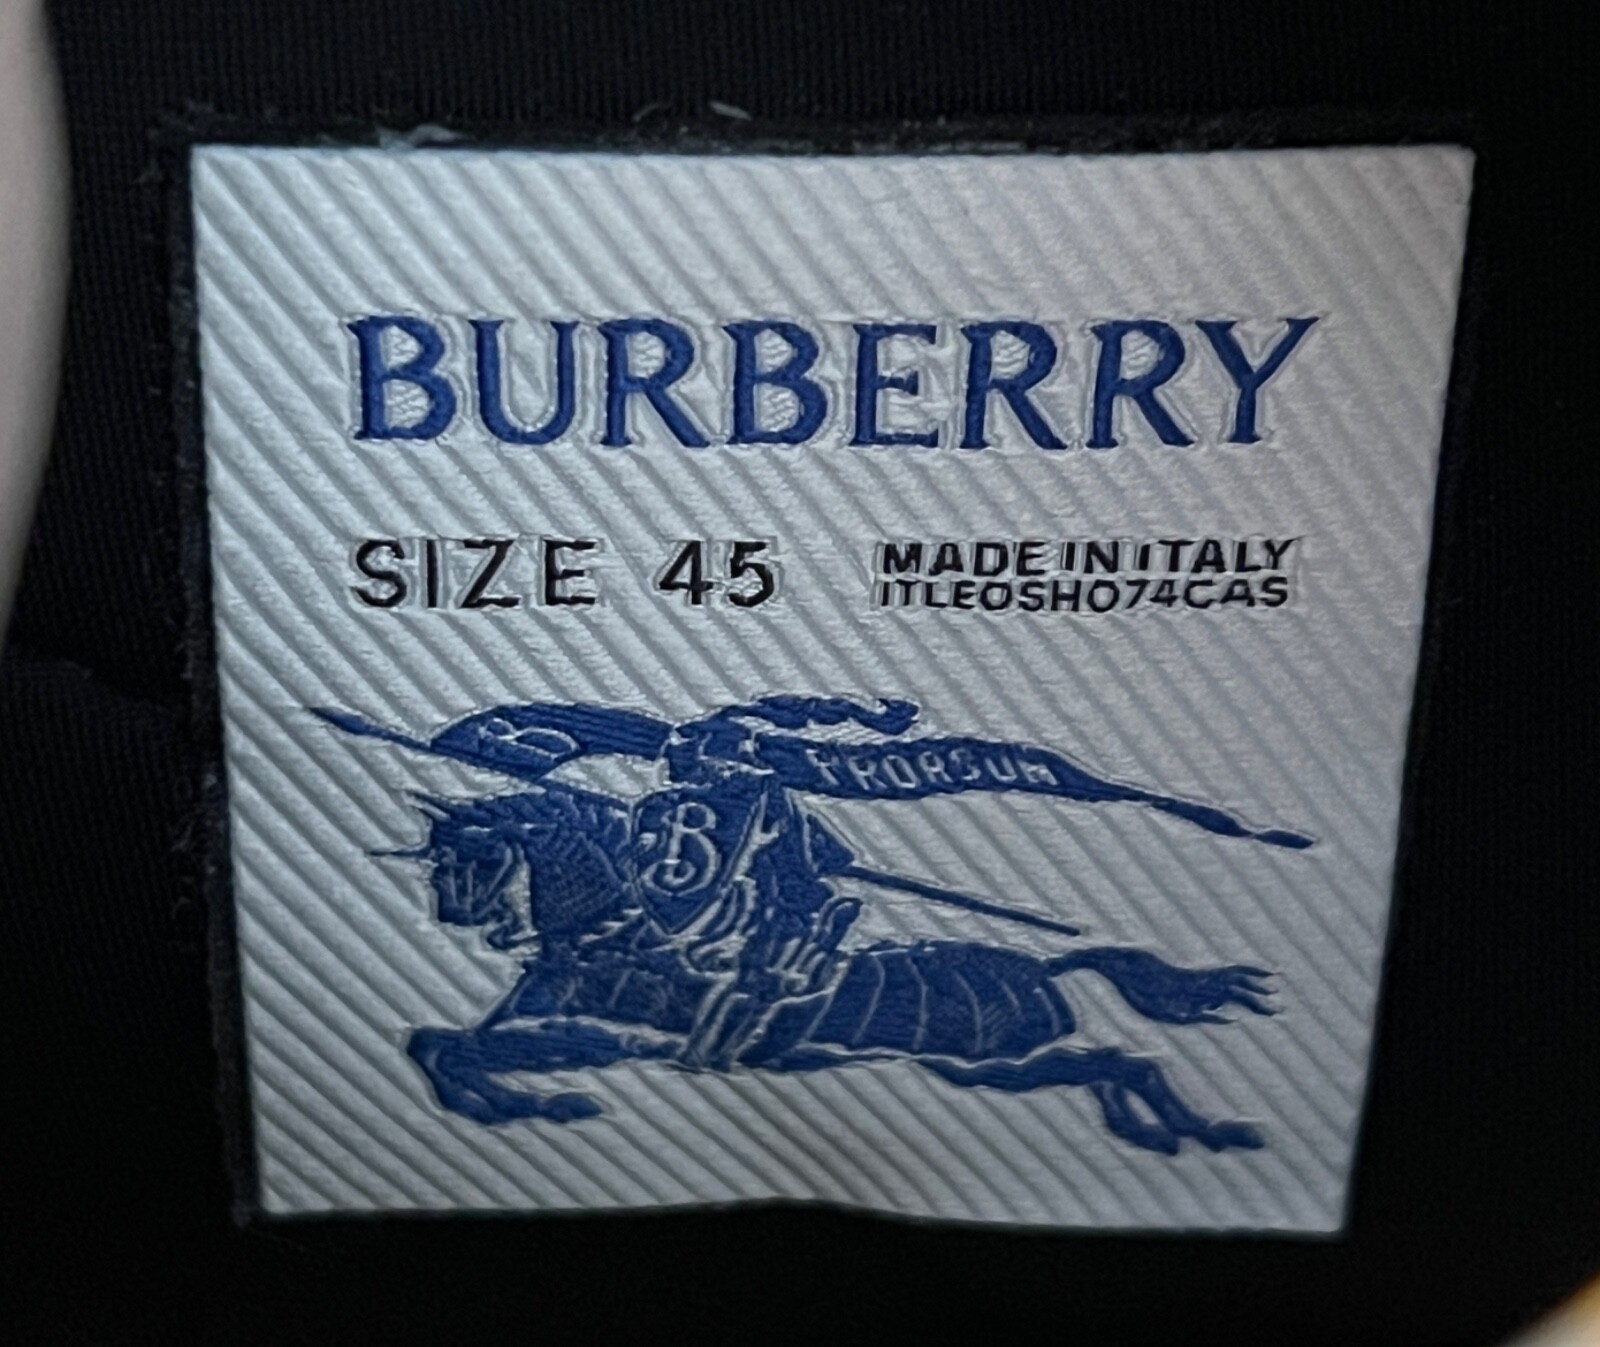 BURBERRY
SIZE 45
MADE IN ITALY
ITLEOSHO74CAS
B
PRORSUM
B